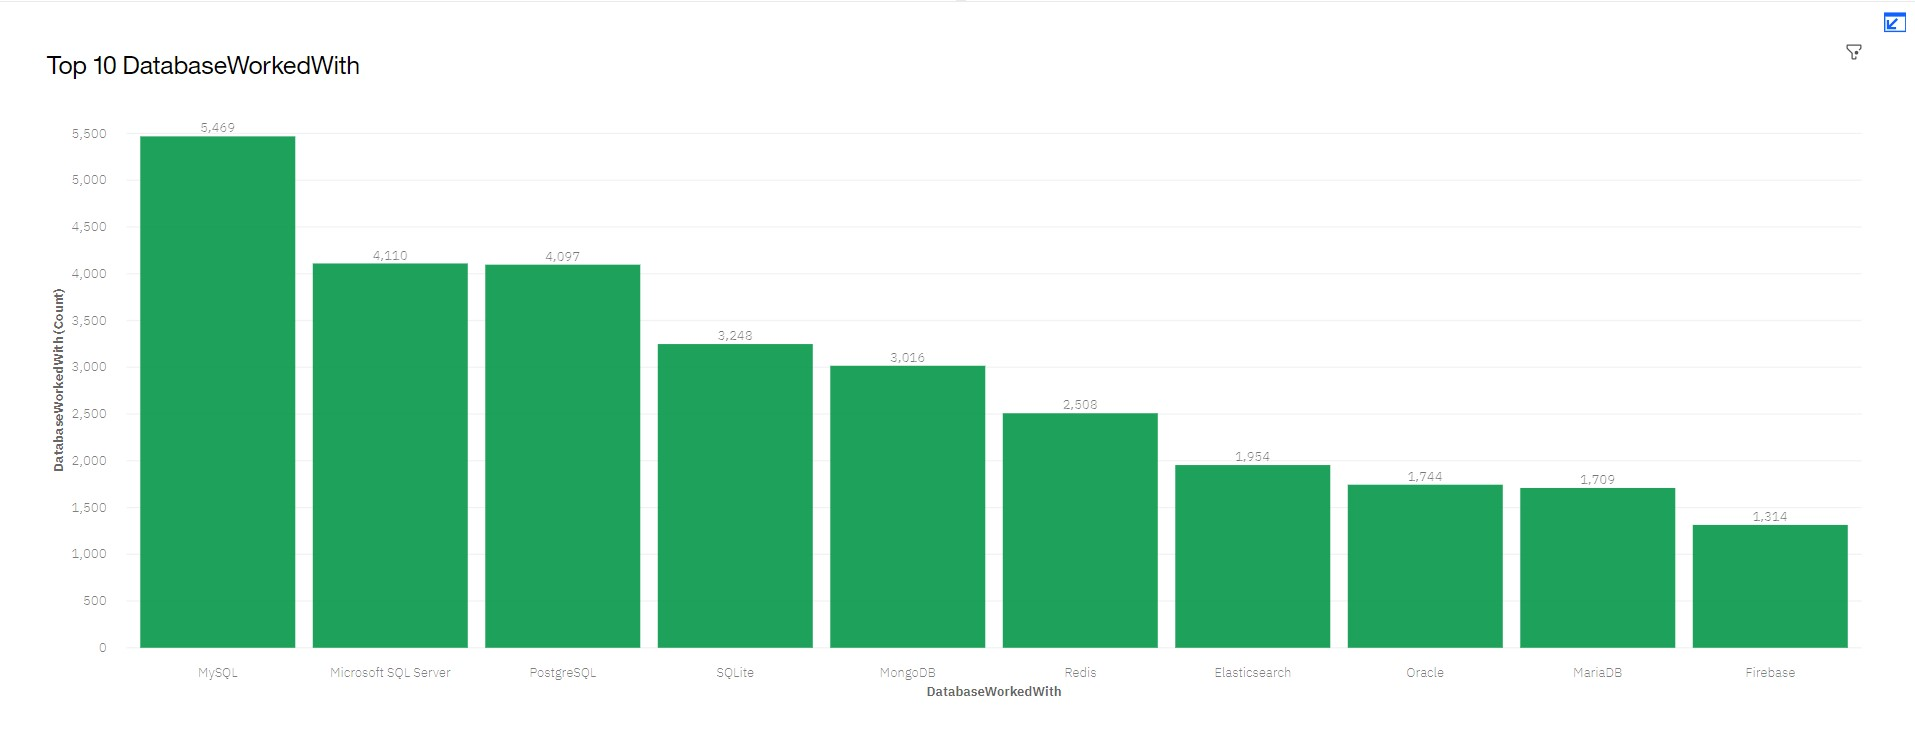 Top 10 DatabaseWorkedWith
5,500
5,000
4,500
4,000
3,500
3,000
2,500
2,000
1,500
1,000
500
0
DatabaseWorkedWith (Count)
5,469
4,110
4,097
3,248
3,016
2,508
1,954
1,744
1,709
1,314
MySQL
Microsoft SQL Server
PostgreSQL
SQLite
MongoDB
Redis
Elasticsearch
Oracle
MariaDB
Firebase
DatabaseWorkedWith